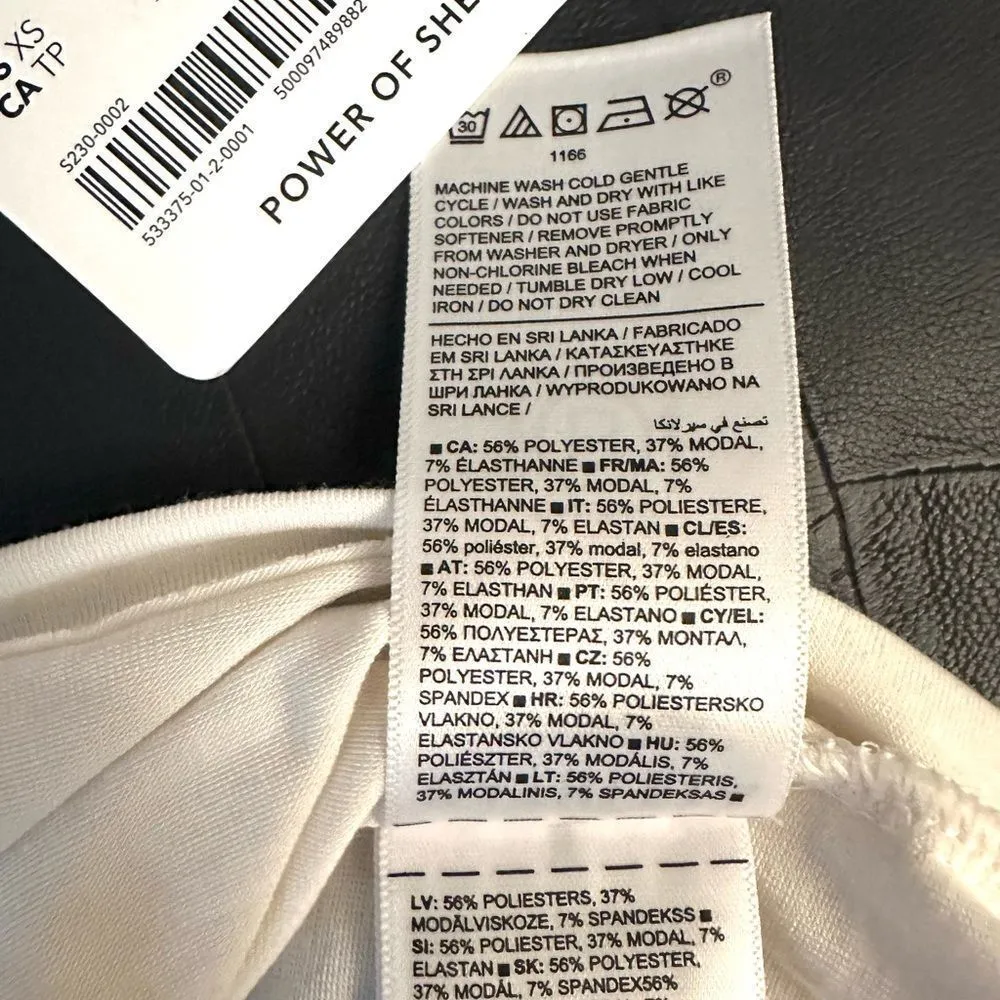 XS
CA TP
S230-0002
500097489882
533375-01-2-0001
POWER OF SHE
30
®
1166
MACHINE WASH COLD GENTLE
CYCLE / WASH AND DRY WITH LIKE
COLORS / DO NOT USE FABRIC
SOFTENER / REMOVE PROMPTLY
FROM WASHER AND DRYER / ONLY
NON-CHLORINE BLEACH WHEN
NEEDED / TUMBLE DRY LOW / COOL
IRON / DO NOT DRY CLEAN
HECHO EN SRI LANKA / FABRICADO
EM SRI LANKA / ΚΑΤΑΣΚΕΥΑΣΤΗΚΕ
ΣΤΗ ΣΡΙ ΛΑΝΚΑ / ПРОИЗВЕДЕНО В
ШРИ ЛАНКА / WYPRODUKOWANO NA
SRI LANCE /
تصنع في سيرلانكا
■ CA: 56% POLYESTER, 37% MODAL,
7% ÉLASTHANNE ■ FR/MA: 56%
POLYESTER, 37% MODAL, 7%
ÉLASTHANNE ■ IT: 56% POLIESTERE,
37% MODAL, 7% ELASTAN ■ CL/ES:
56% poliéster, 37% modal, 7% elastano
■ AT: 56% POLYESTER, 37% MODAL,
7% ELASTHAN ■ PT: 56% POLIÉSTER,
37% MODAL, 7% ELASTANO ■ CY/EL:
56% ΠΟΛΥΕΣΤΕΡΑΣ, 37% ΜΟΝΤΑΛ,
7% ΕΛΑΣΤΑΝΗ ■ CZ: 56%
POLYESTER, 37% MODAL, 7%
SPANDEX ■ HR: 56% POLIESTERSKO
VLAKNO, 37% MODAL, 7%
ELASTANSKO VLAKNO ■ HU: 56%
POLIÉSZTER, 37% MODÁLIS, 7%
ELASZTÁN ■ LT: 56% POLIESTERIS,
37% MODALINIS, 7% SPANDEKSAS ■
LV: 56% POLIESTERS, 37%
MODĀLVISKOZE, 7% SPANDEKSS ■
SI: 56% POLIESTER, 37% MODAL, 7%
ELASTAN ■ SK: 56% POLYESTER,
37% MODÁL, 7% SPANDEX56%